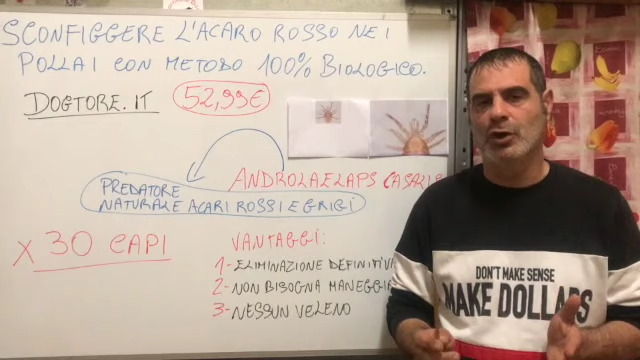 SCONFIGGERE L'ACARO ROSSO NEI
POLLAI CON METODO 100% BIOLOGICO.
DOGTORE.IT
52,99€
ANDROLAELAPS CASALIS
PREDATORE
NATURALE ACARI ROSSI E GRIGI
X 30 CAPI
VANTAGGI:
1-ELIMINAZIONE DEFINITIVA
2-NON BISOGNA
3-NESSUN VELENO
DON'T MAKE SENSE
MAKE DOLLARS